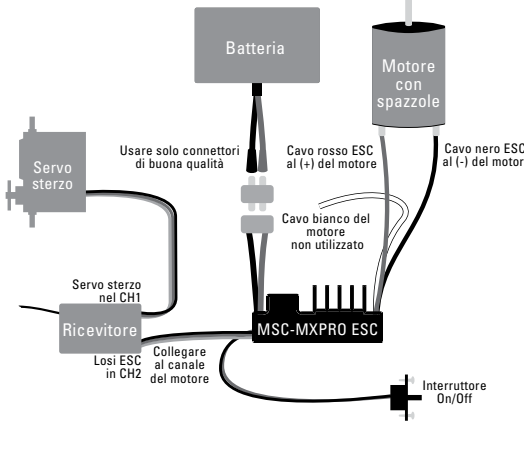 Batteria
Motore
con
spazzole
Usare solo connettori
di buona qualità
Cavo rosso ESC
al (+) del motore
Cavo nero ESC
al (-) del motore
Servo
sterzo
Cavo bianco del
motore
non utilizzato
Servo sterzo
nel CH1
Ricevitore
MSC-MXPRO ESC
Losi ESC
in CH2
Collegare
al canale
del motore
Interruttore
On/Off